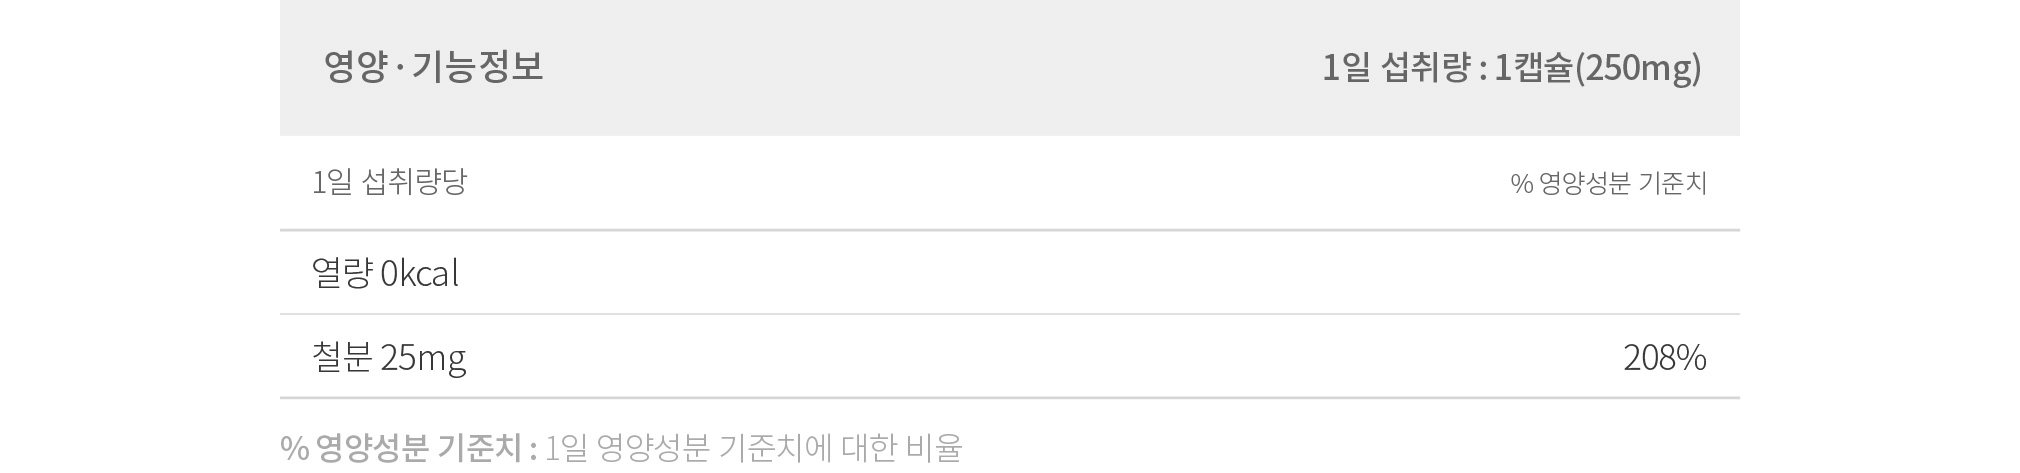 영양 · 기능정보 1일 섭취량 : 1캡슐(250mg)
1일 섭취량당 % 영양성분 기준치
열량 0kcal
철분 25mg 208%
% 영양성분 기준치 : 1일 영양성분 기준치에 대한 비율